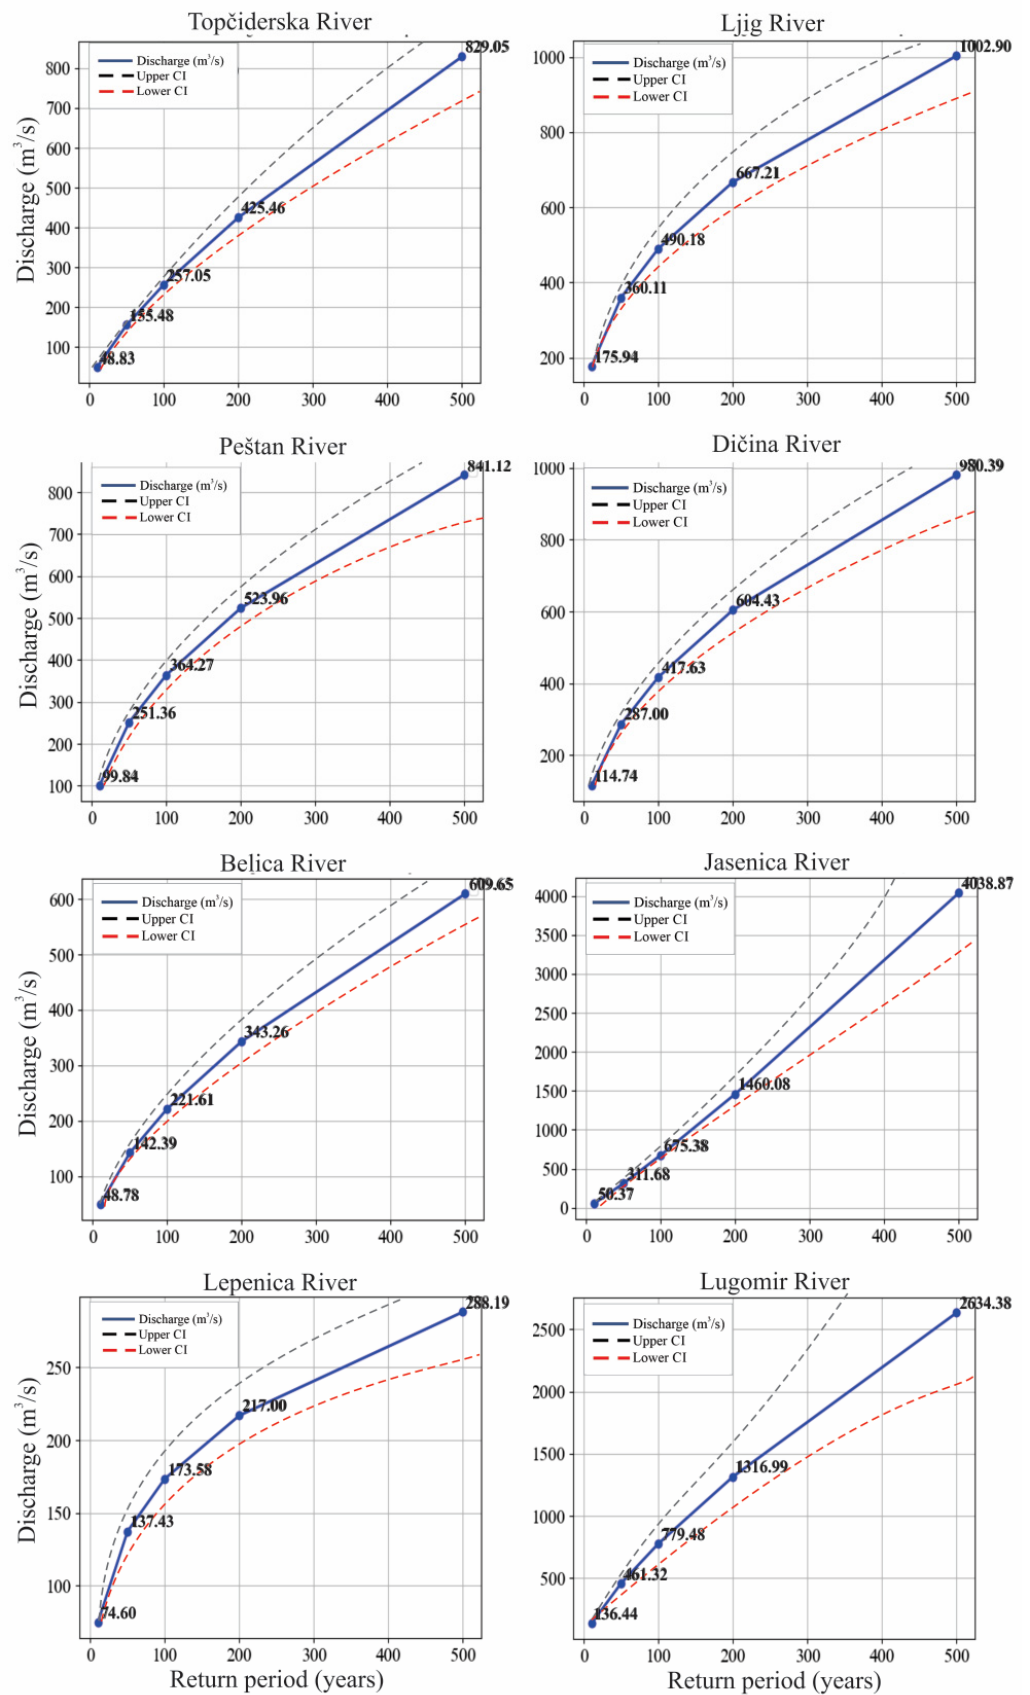 Topčiderska River
829.05
800
700
600
500
400
300
200
100
Discharge (m³/s)
Upper CI
Lower CI
425.46
257.05
155.48
48.83
0 100 200 300 400 500
Discharge (m³/s)
Ljig River
1002.90
1000
800
600
400
200
Discharge (m³/s)
Upper CI
Lower CI
667.21
490.18
360.11
175.94
0 100 200 300 400 500
Peštan River
841.12
800
700
600
500
400
300
200
100
Discharge (m³/s)
Upper CI
Lower CI
523.96
364.27
251.36
99.84
0 100 200 300 400 500
Discharge (m³/s)
Dičina River
980.39
1000
800
600
400
200
Discharge (m³/s)
Upper CI
Lower CI
604.43
417.63
287.00
114.74
0 100 200 300 400 500
Belica River
609.65
600
500
400
300
200
100
Discharge (m³/s)
Upper CI
Lower CI
343.26
221.61
142.39
48.78
0 100 200 300 400 500
Discharge (m³/s)
Jasenica River
4038.87
4000
3500
3000
2500
2000
1500
1000
500
0
Discharge (m³/s)
Upper CI
Lower CI
1460.08
675.38
311.68
50.37
0 100 200 300 400 500
Lepenica River
288.19
250
200
150
100
Discharge (m³/s)
Upper CI
Lower CI
217.00
173.58
137.43
74.60
0 100 200 300 400 500
Discharge (m³/s)
Return period (years)
Lugomir River
2634.38
2500
2000
1500
1000
500
Discharge (m³/s)
Upper CI
Lower CI
1316.99
779.48
461.32
136.44
0 100 200 300 400 500
Return period (years)